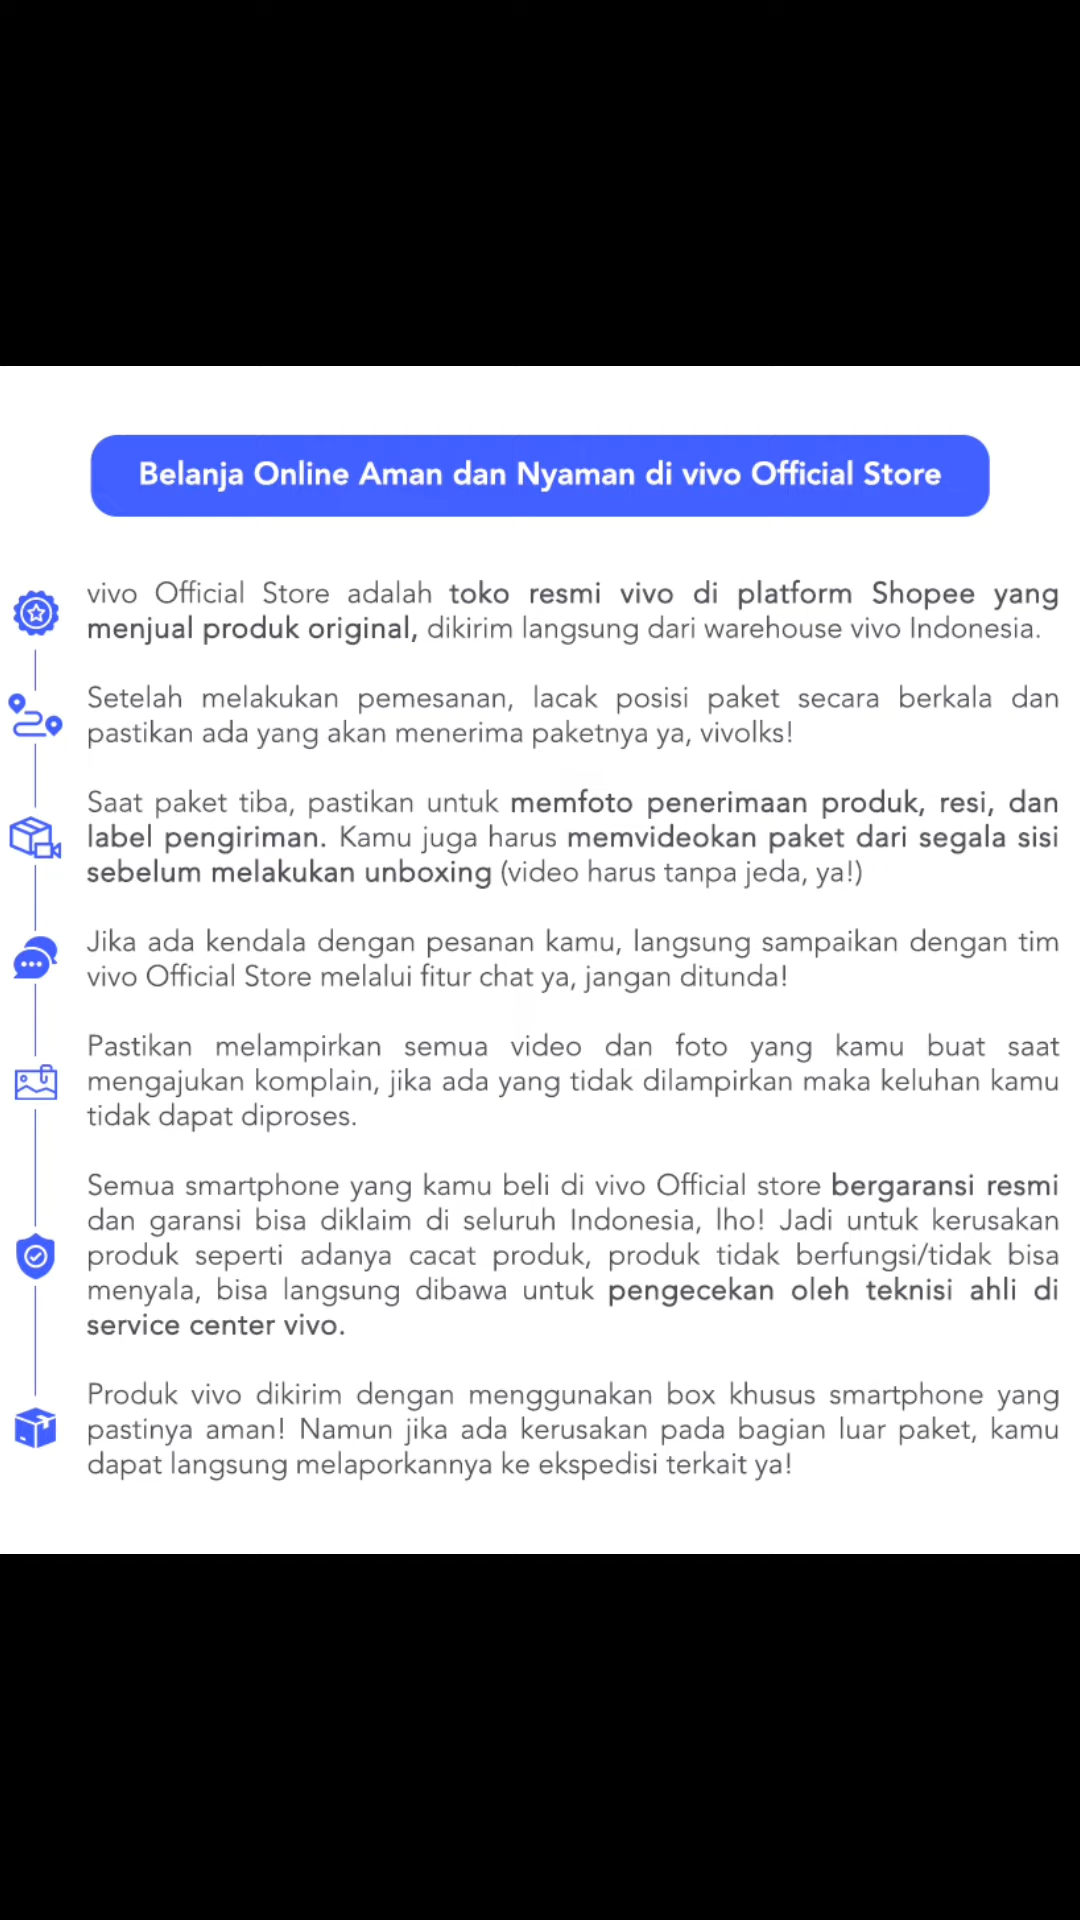 Belanja Online Aman dan Nyaman di vivo Official Store
vivo Official Store adalah toko resmi vivo di platform Shopee yang
menjual produk original, dikirim langsung dari warehouse vivo Indonesia.
Setelah melakukan pemesanan, lacak posisi paket secara berkala dan
pastikan ada yang akan menerima paketnya ya, vivolks!
Saat paket tiba, pastikan untuk memfoto penerimaan produk, resi, dan
label pengiriman. Kamu juga harus memvideokan paket dari segala sisi
sebelum melakukan unboxing (video harus tanpa jeda, ya!)
Jika ada kendala dengan pesanan kamu, langsung sampaikan dengan tim
vivo Official Store melalui fitur chat ya, jangan ditunda!
Pastikan melampirkan semua video dan foto yang kamu buat saat
mengajukan komplain, jika ada yang tidak dilampirkan maka keluhan kamu
tidak dapat diproses.
Semua smartphone yang kamu beli di vivo Official store bergaransi resmi
dan garansi bisa diklaim di seluruh Indonesia, lho! Jadi untuk kerusakan
produk seperti adanya cacat produk, produk tidak berfungsi/tidak bisa
menyala, bisa langsung dibawa untuk pengecekan oleh teknisi ahli di
service center vivo.
Produk vivo dikirim dengan menggunakan box khusus smartphone yang
pastinya aman! Namun jika ada kerusakan pada bagian luar paket, kamu
dapat langsung melaporkannya ke ekspedisi terkait ya!